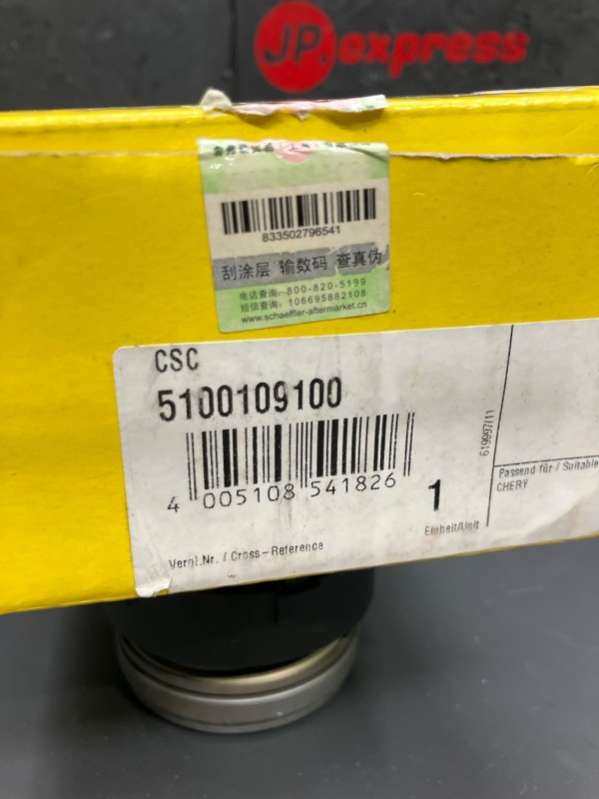 JP.express
833502796541
刮涂层 输数码 查真伪
电话查询: 800-820-5199
短信查询: 106695882108
www.schaeffler-aftermarket.cn
CSC
5100109100
4 005108 541826
1
Einheit/Unit
619997/11
Passend für / Suitable
CHERY
Vergl.Nr. / Cross-Reference